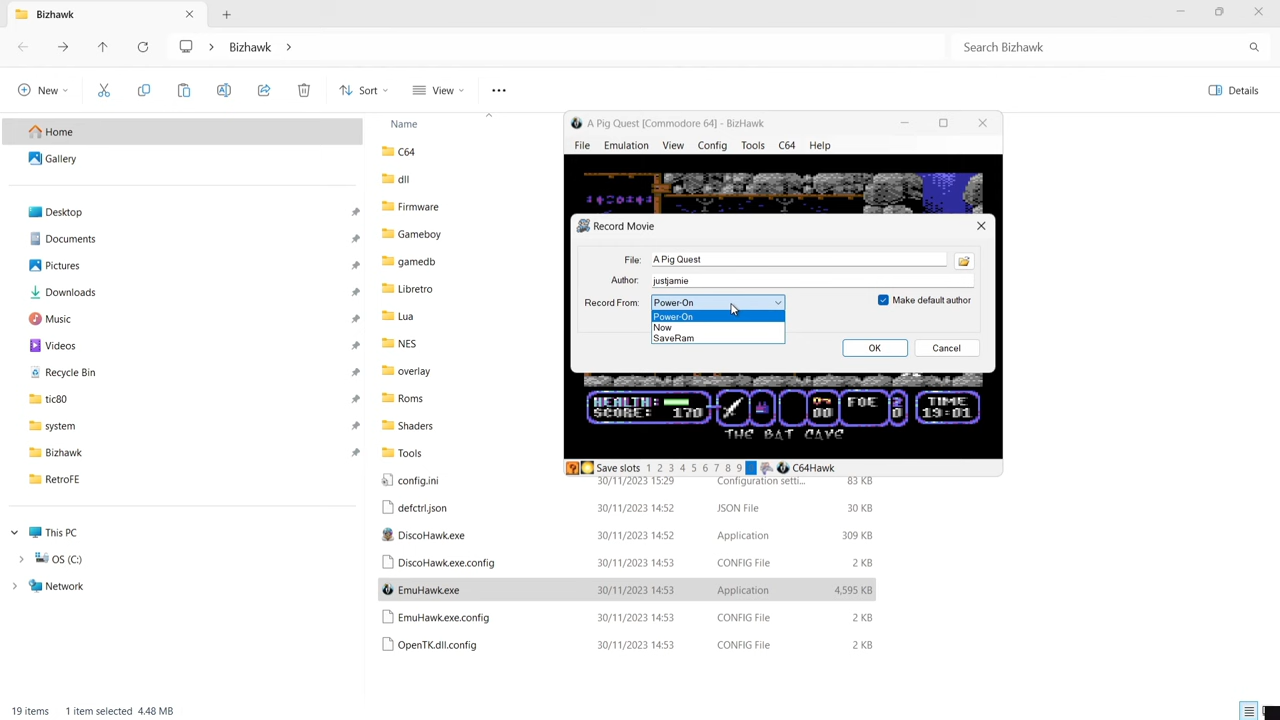 Bizhawk
Bizhawk
Search Bizhawk
New
Sort
View
Details
Home
Gallery
Desktop
Documents
Pictures
Downloads
Music
Videos
Recycle Bin
tic80
system
Bizhawk
RetroFE
This PC
OS (C:)
Network
Name
C64
dll
Firmware
Gameboy
gamedb
Libretro
Lua
NES
overlay
Roms
Shaders
Tools
config.ini 30/11/2023 15:29 Configuration setti... 83 KB
defctrl.json 30/11/2023 14:52 JSON File 30 KB
DiscoHawk.exe 30/11/2023 14:52 Application 309 KB
DiscoHawk.exe.config 30/11/2023 14:53 CONFIG File 2 KB
EmuHawk.exe 30/11/2023 14:53 Application 4,595 KB
EmuHawk.exe.config 30/11/2023 14:53 CONFIG File 2 KB
OpenTK.dll.config 30/11/2023 14:53 CONFIG File 2 KB
A Pig Quest [Commodore 64] - BizHawk
File Emulation View Config Tools C64 Help
Record Movie
File: A Pig Quest
Author: justjamie
Record From: Power-On
Make default author
Power-On
Now
SaveRam
OK Cancel
HEALTH:
SCORE: 170
00
FOE
20
TIME
19:01
THE BAT CAVE
Save slots 1 2 3 4 5 6 7 8 9 C64Hawk
19 items 1 item selected 4.48 MB